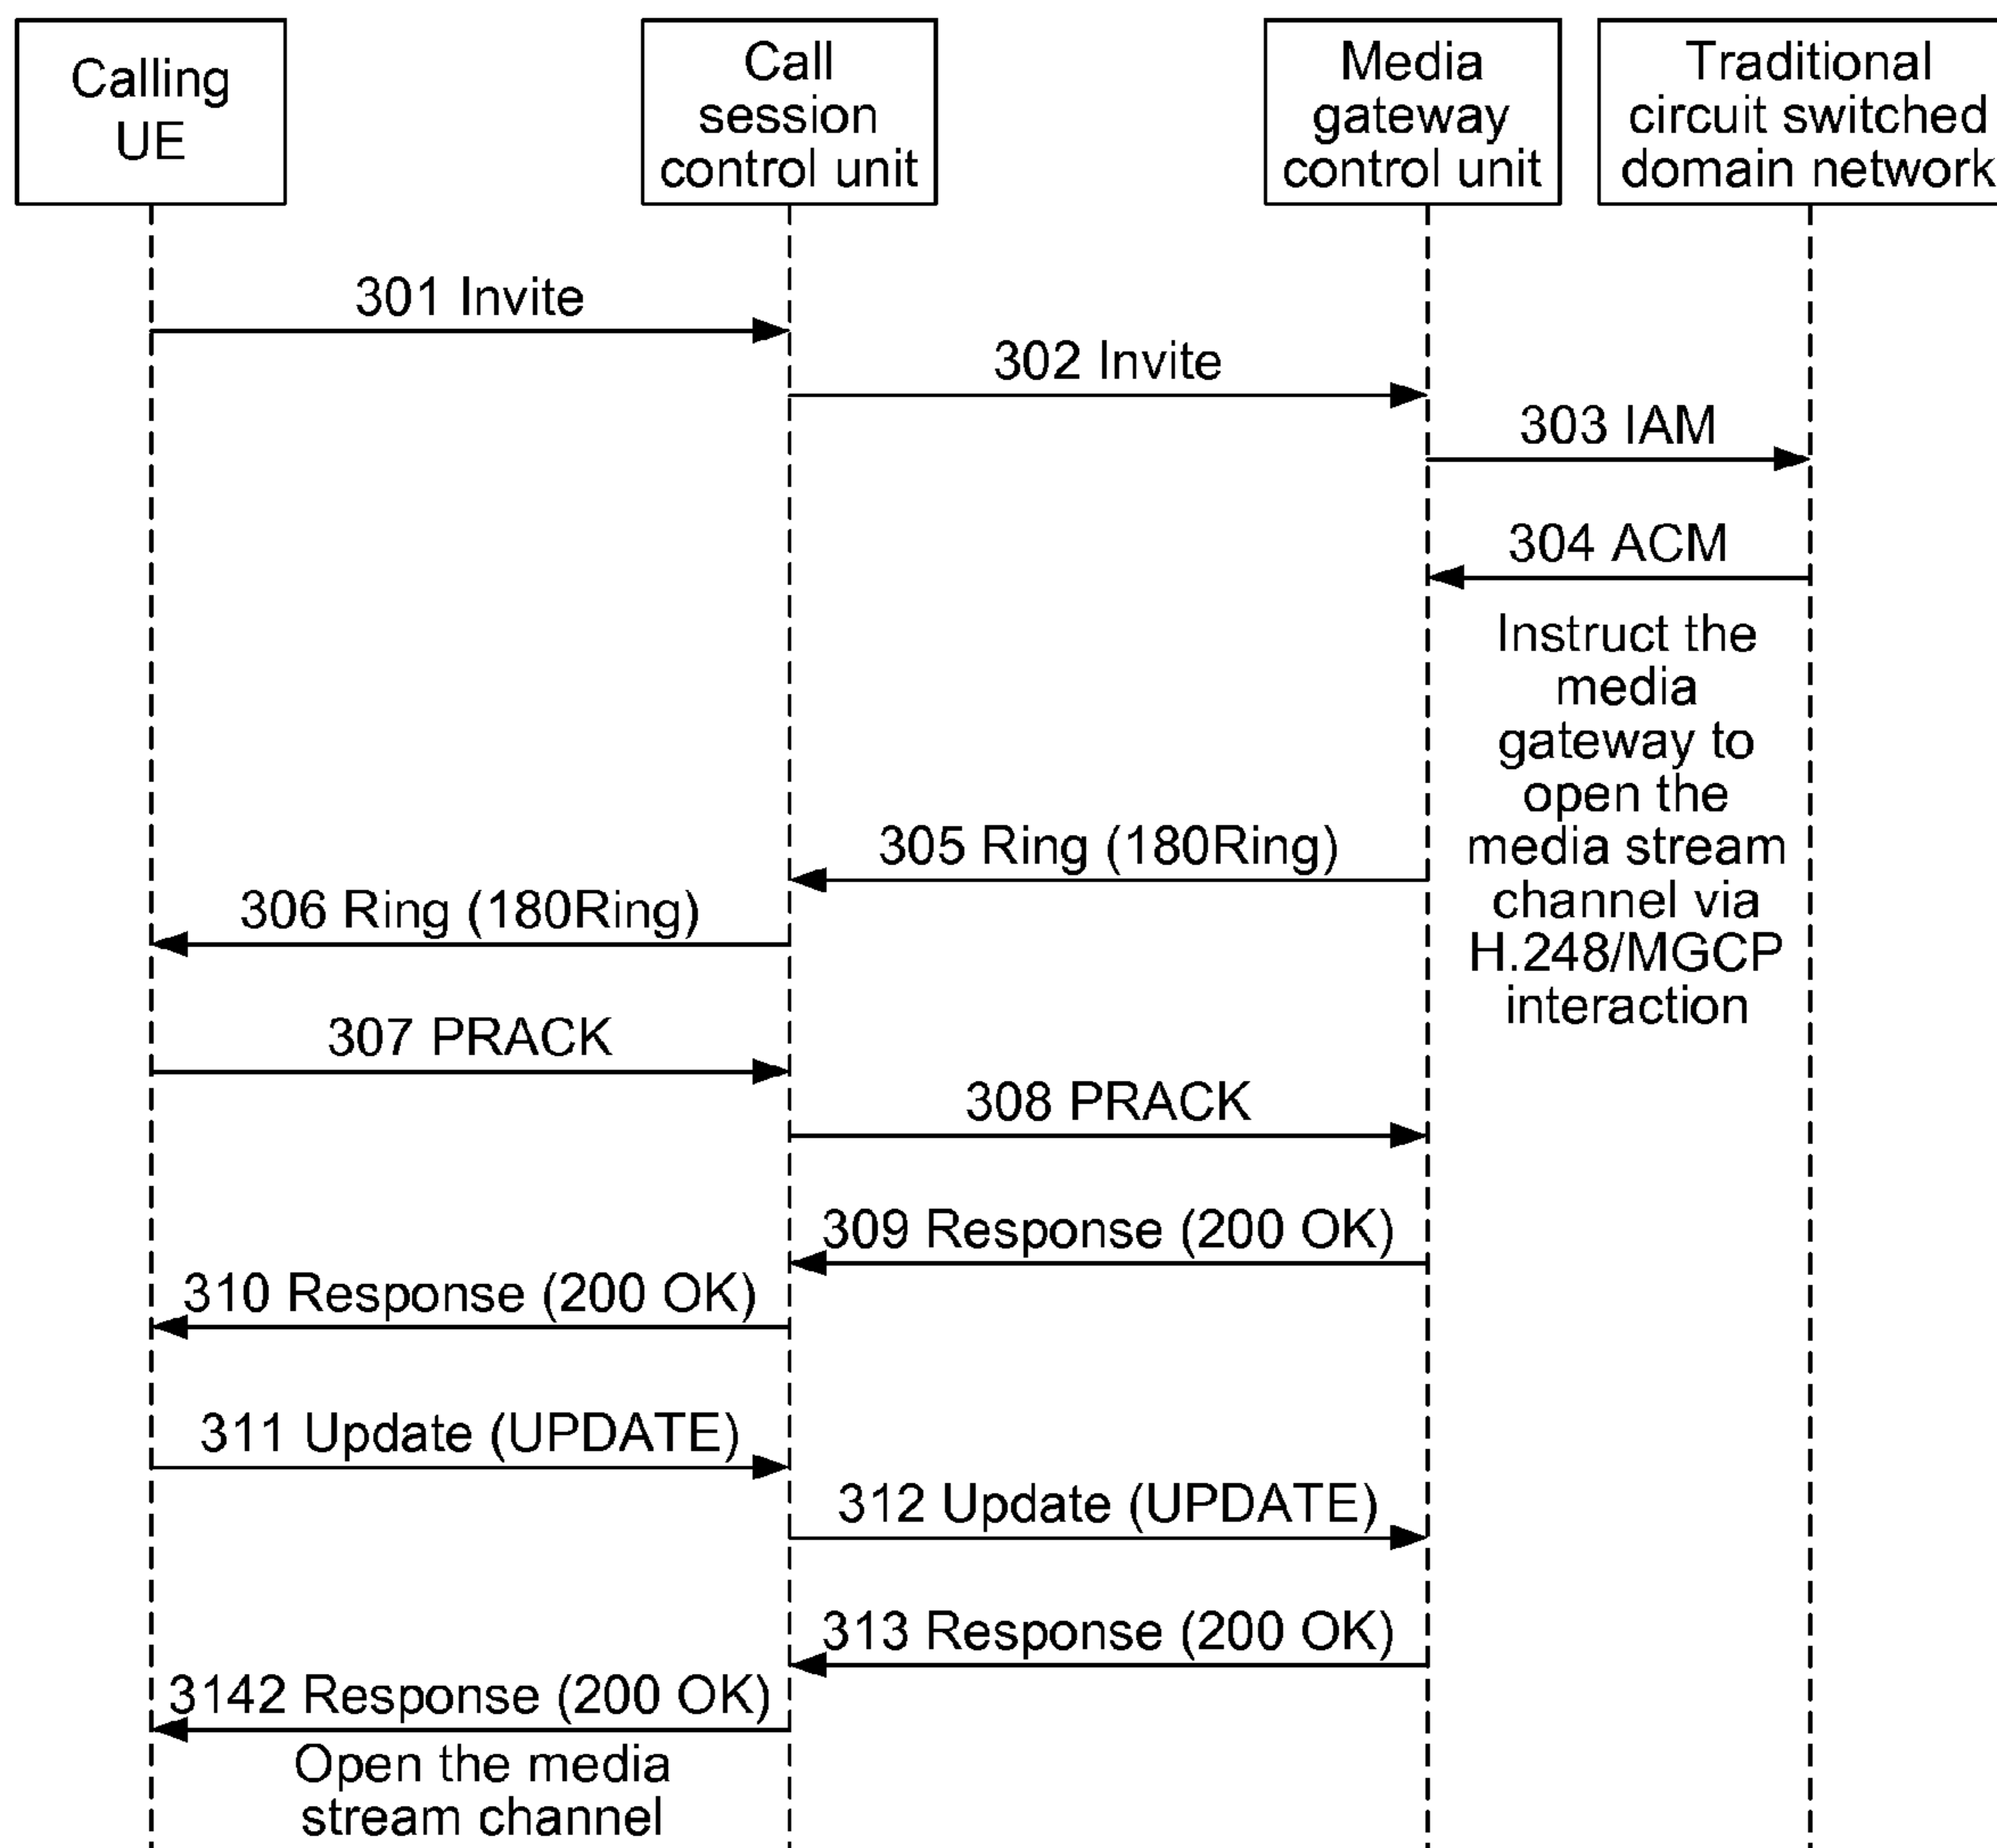 Calling
UE
Call
session
control unit
Media
gateway
control unit
Traditional
circuit switched
domain network
301 Invite
302 Invite
303 IAM
304 ACM
Instruct the
media
gateway to
open the
media stream
channel via
H.248/MGCP
interaction
305 Ring (180Ring)
306 Ring (180Ring)
307 PRACK
308 PRACK
309 Response (200 OK)
310 Response (200 OK)
311 Update (UPDATE)
312 Update (UPDATE)
313 Response (200 OK)
3142 Response (200 OK)
Open the media
stream channel